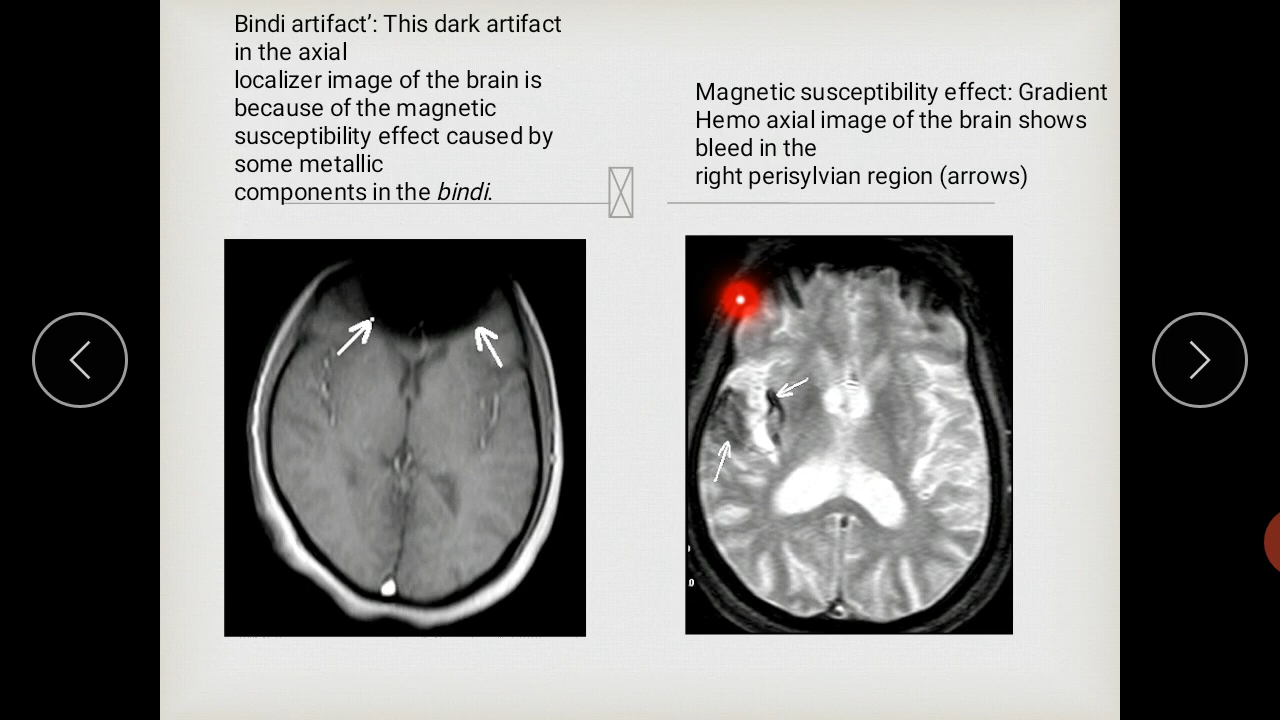 Bindi artifact’: This dark artifact
in the axial
localizer image of the brain is
because of the magnetic
susceptibility effect caused by
some metallic
components in the bindi.
Magnetic susceptibility effect: Gradient
Hemo axial image of the brain shows
bleed in the
right perisylvian region (arrows)